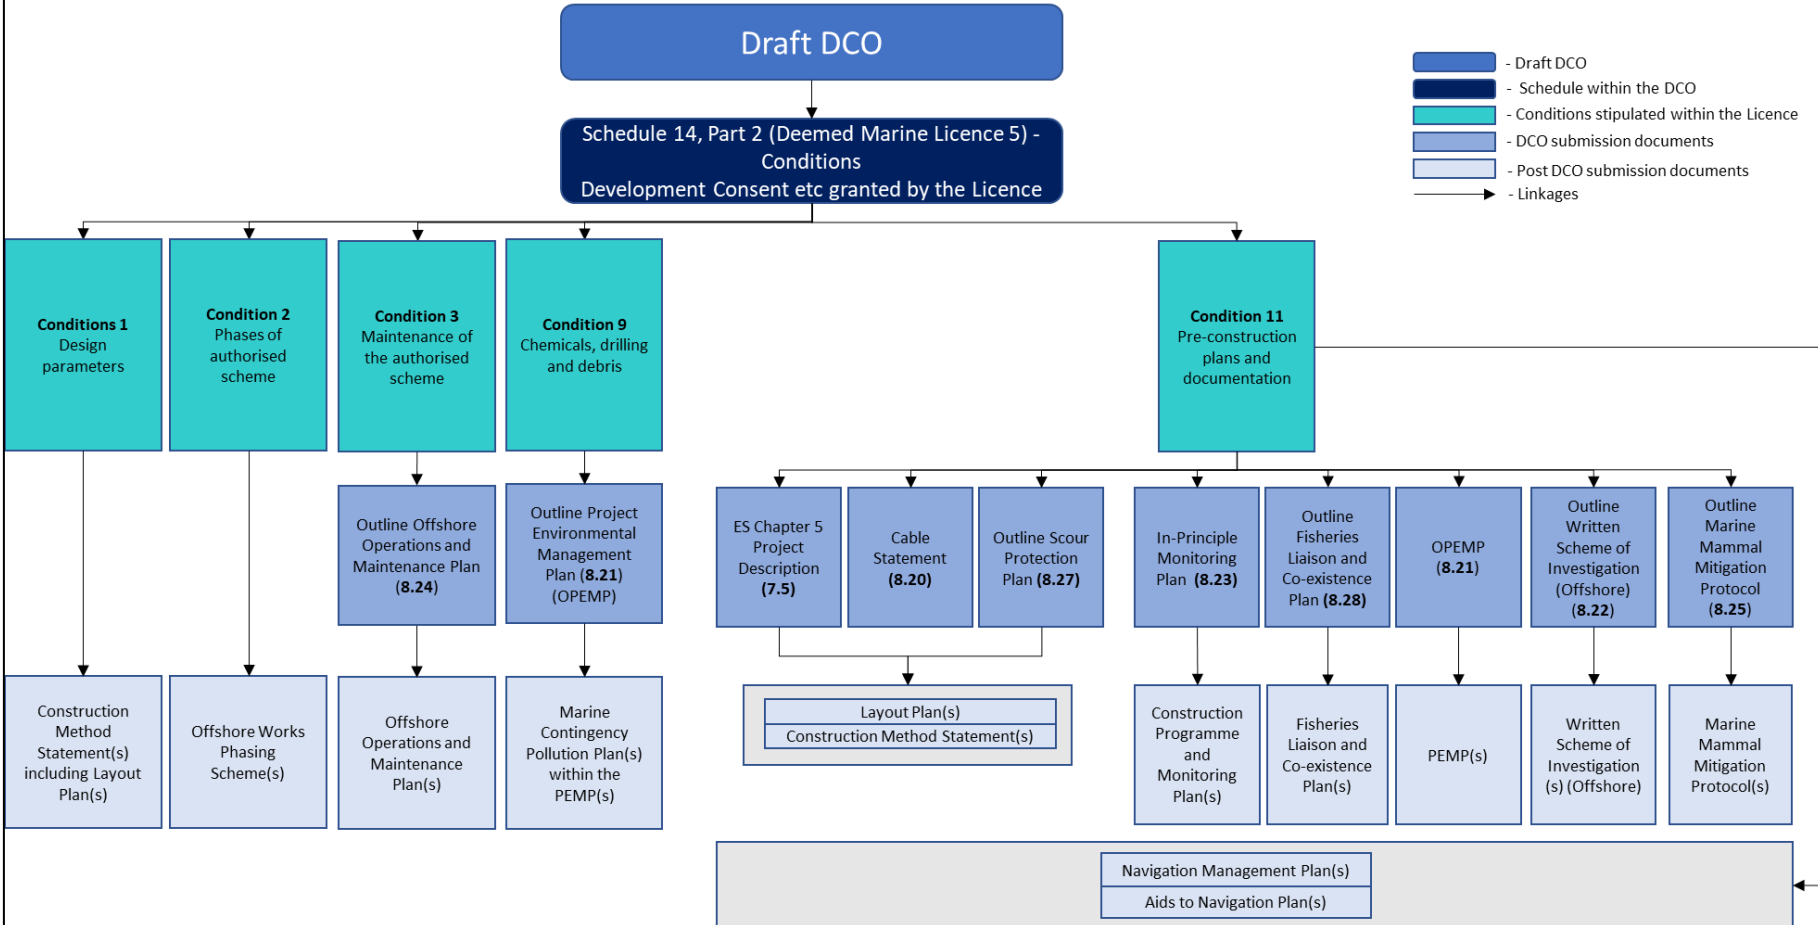 Draft DCO
- Draft DCO
- Schedule within the DCO
- Conditions stipulated within the Licence
- DCO submission documents
- Post DCO submission documents
- Linkages
Schedule 14, Part 2 (Deemed Marine Licence 5) -
Conditions
Development Consent etc granted by the Licence
Conditions 1
Design
parameters
Condition 2
Phases of
authorised
scheme
Condition 3
Maintenance of
the authorised
scheme
Condition 9
Chemicals, drilling
and debris
Condition 11
Pre-construction
plans and
documentation
Outline Offshore
Operations and
Maintenance Plan
(8.24)
Outline Project
Environmental
Management
Plan (8.21)
(OPEMP)
ES Chapter 5
Project
Description
(7.5)
Cable
Statement
(8.20)
Outline Scour
Protection
Plan (8.27)
In-Principle
Monitoring
Plan (8.23)
Outline
Fisheries
Liaison and
Co-existence
Plan (8.28)
OPEMP
(8.21)
Outline
Written
Scheme of
Investigation
(Offshore)
(8.22)
Outline
Marine
Mammal
Mitigation
Protocol
(8.25)
Construction
Method
Statement(s)
including Layout
Plan(s)
Offshore Works
Phasing
Scheme(s)
Offshore
Operations and
Maintenance
Plan(s)
Marine
Contingency
Pollution Plan(s)
within the
PEMP(s)
Layout Plan(s)
Construction Method Statement(s)
Construction
Programme
and
Monitoring
Plan(s)
Fisheries
Liaison and
Co-existence
Plan(s)
PEMP(s)
Written
Scheme of
Investigation
(s) (Offshore)
Marine
Mammal
Mitigation
Protocol(s)
Navigation Management Plan(s)
Aids to Navigation Plan(s)